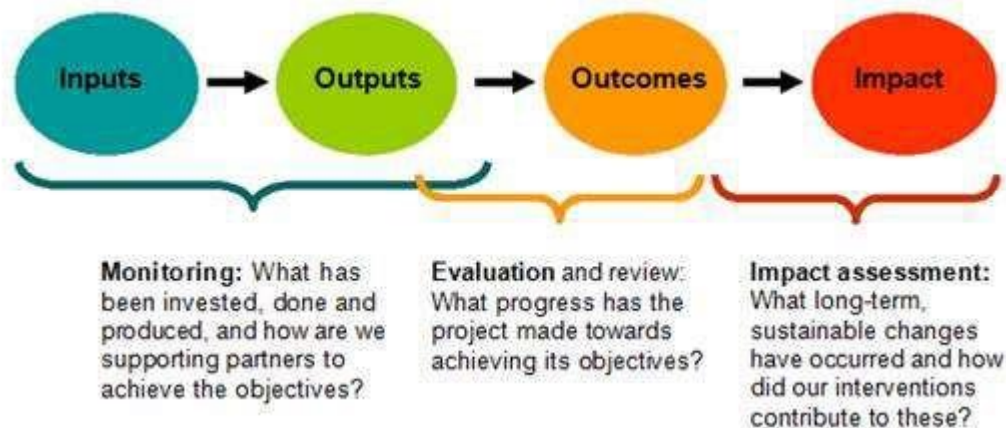 Inputs
Outputs
Outcomes
Impact
Monitoring: What has
been invested, done and
produced, and how are we
supporting partners to
achieve the objectives?
Evaluation and review:
What progress has the
project made towards
achieving its objectives?
Impact assessment:
What long-term,
sustainable changes
have occurred and how
did our interventions
contribute to these?